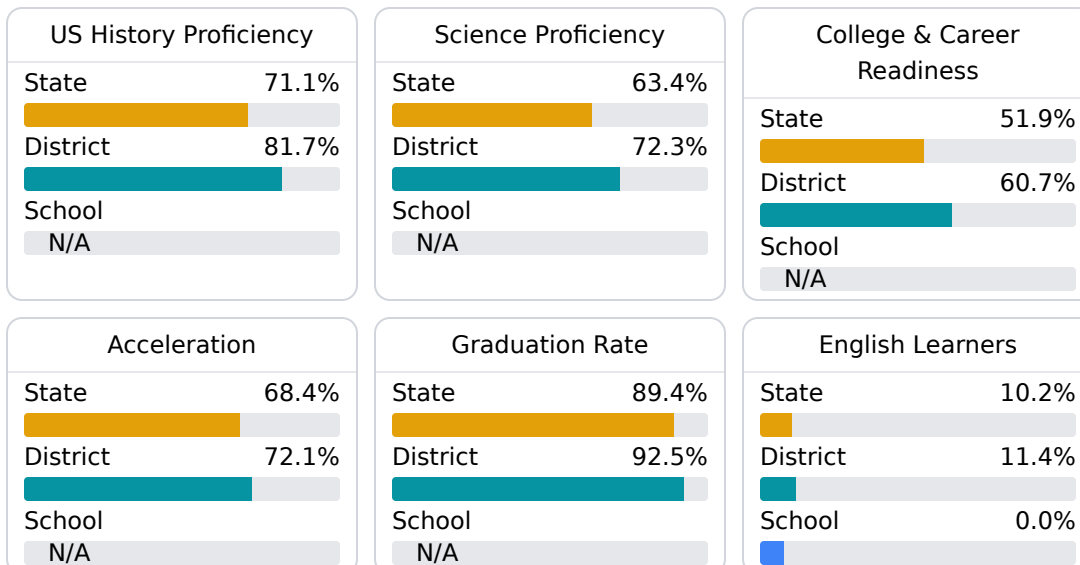 US History Proficiency
State 71.1%
District 81.7%
School
N/A
Science Proficiency
State 63.4%
District 72.3%
School
N/A
College & Career
Readiness
State 51.9%
District 60.7%
School
N/A
Acceleration
State 68.4%
District 72.1%
School
N/A
Graduation Rate
State 89.4%
District 92.5%
School
N/A
English Learners
State 10.2%
District 11.4%
School 0.0%